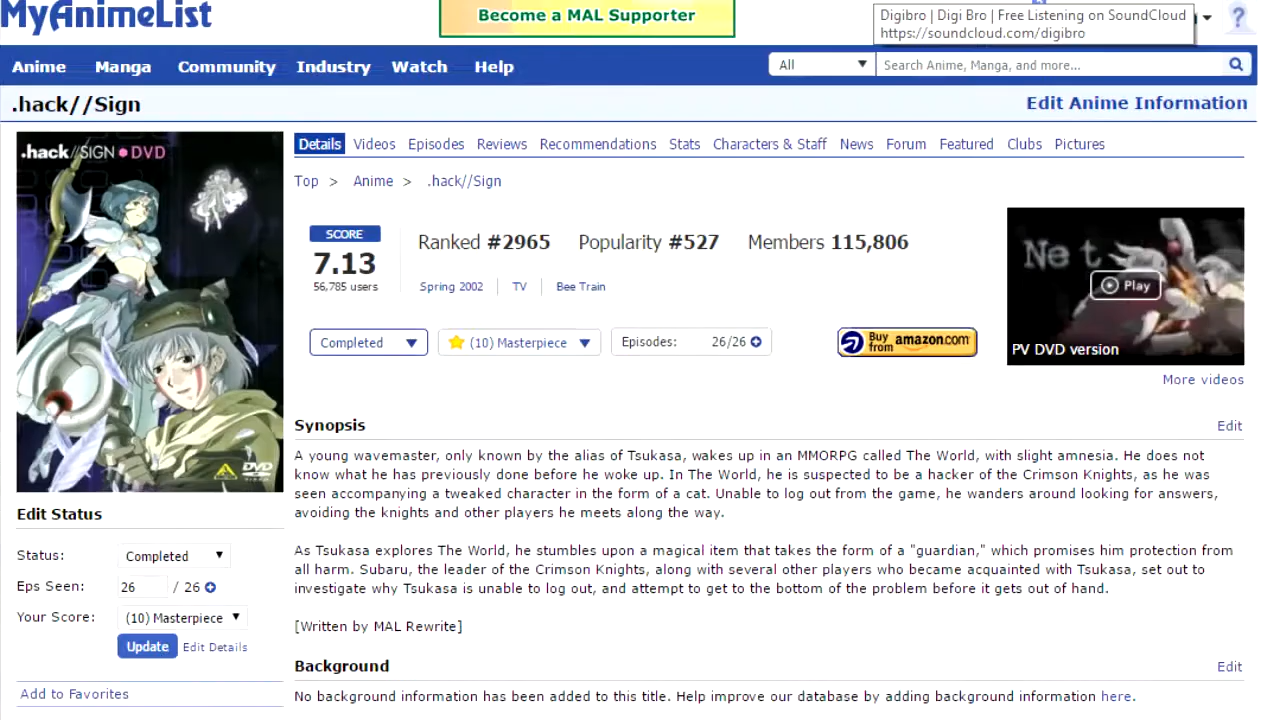 MyAnimeList
Become a MAL Supporter
Digibro | Digi Bro | Free Listening on SoundCloud
https://soundcloud.com/digibro
?
Anime Manga Community Industry Watch Help
All Search Anime, Manga, and more...
.hack//Sign
Edit Anime Information
.hack//SIGN DVD
Details Videos Episodes Reviews Recommendations Stats Characters & Staff News Forum Featured Clubs Pictures
Top > Anime > .hack//Sign
SCORE
7.13
56,785 users
Ranked #2965 Popularity #527 Members 115,806
Spring 2002 TV Bee Train
Completed (10) Masterpiece Episodes: 26/26
Buy from amazon.com
Net
Play
PV DVD version
More videos
Synopsis
Edit
A young wavemaster, only known by the alias of Tsukasa, wakes up in an MMORPG called The World, with slight amnesia. He does not
know what he has previously done before he woke up. In The World, he is suspected to be a hacker of the Crimson Knights, as he was
seen accompanying a tweaked character in the form of a cat. Unable to log out from the game, he wanders around looking for answers,
avoiding the knights and other players he meets along the way.
As Tsukasa explores The World, he stumbles upon a magical item that takes the form of a "guardian," which promises him protection from
all harm. Subaru, the leader of the Crimson Knights, along with several other players who became acquainted with Tsukasa, set out to
investigate why Tsukasa is unable to log out, and attempt to get to the bottom of the problem before it gets out of hand.
[Written by MAL Rewrite]
Background
Edit
No background information has been added to this title. Help improve our database by adding background information here.
DVD
Edit Status
Status: Completed
Eps Seen: 26 / 26
Your Score: (10) Masterpiece
Update Edit Details
Add to Favorites